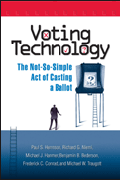 Voting
Technology
The Not-So-Simple
Act of Casting
a Ballot
?
Paul S. Herrnson, Richard G. Niemi,
Michael J. Hanmer, Benjamin B. Bederson,
Frederick C. Conrad, and Michael W. Traugott